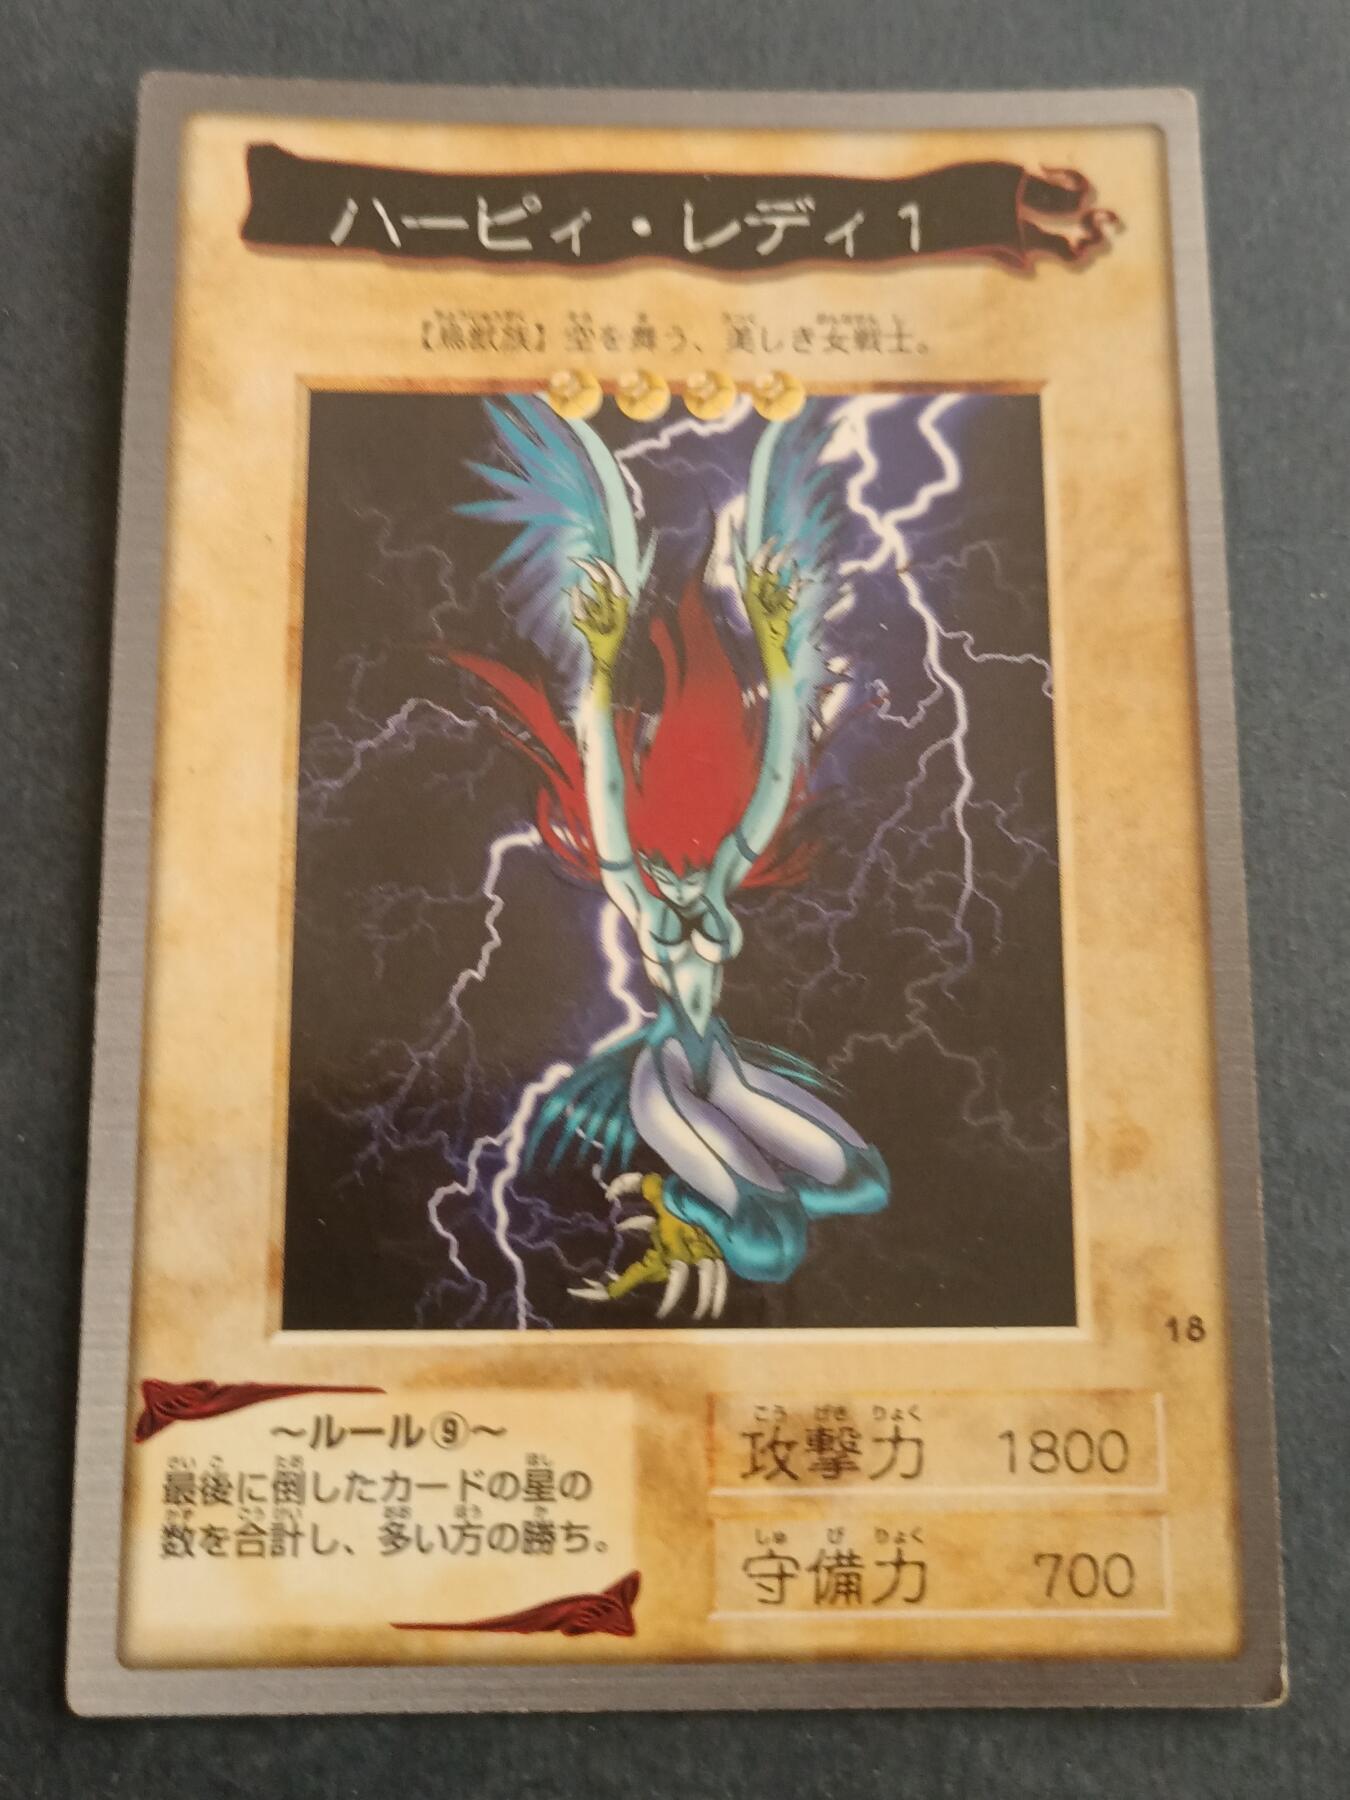 ハーピィ・レディ1
【鳥獣族】空を舞う、美しき女戦士。
18
～ルール⑨～
最後に倒したカードの星の
数を合計し、多い方の勝ち。
攻撃力 1800
守備力 700